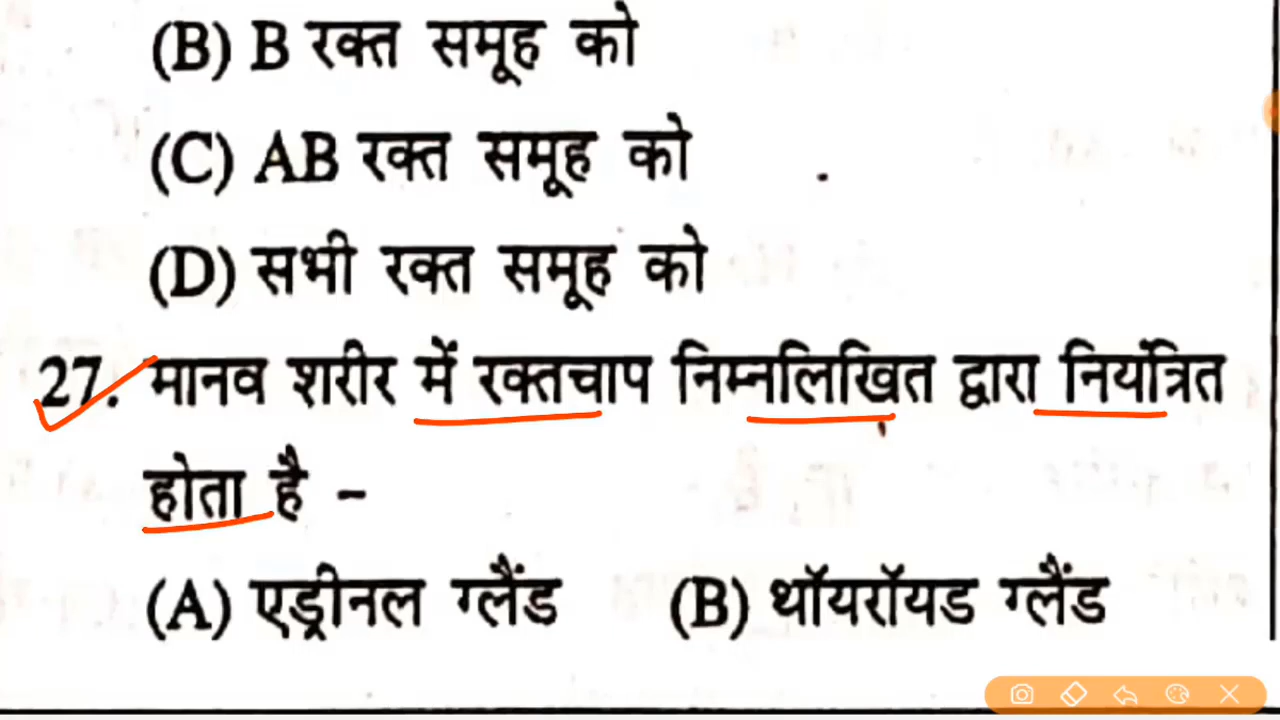 (B) B रक्त समूह को
(C) AB रक्त समूह को
(D) सभी रक्त समूह को
27. मानव शरीर में रक्तचाप निम्नलिखित द्वारा नियंत्रित
होता है -
(A) एड्रीनल ग्लैंड (B) थॉयरॉयड ग्लैंड